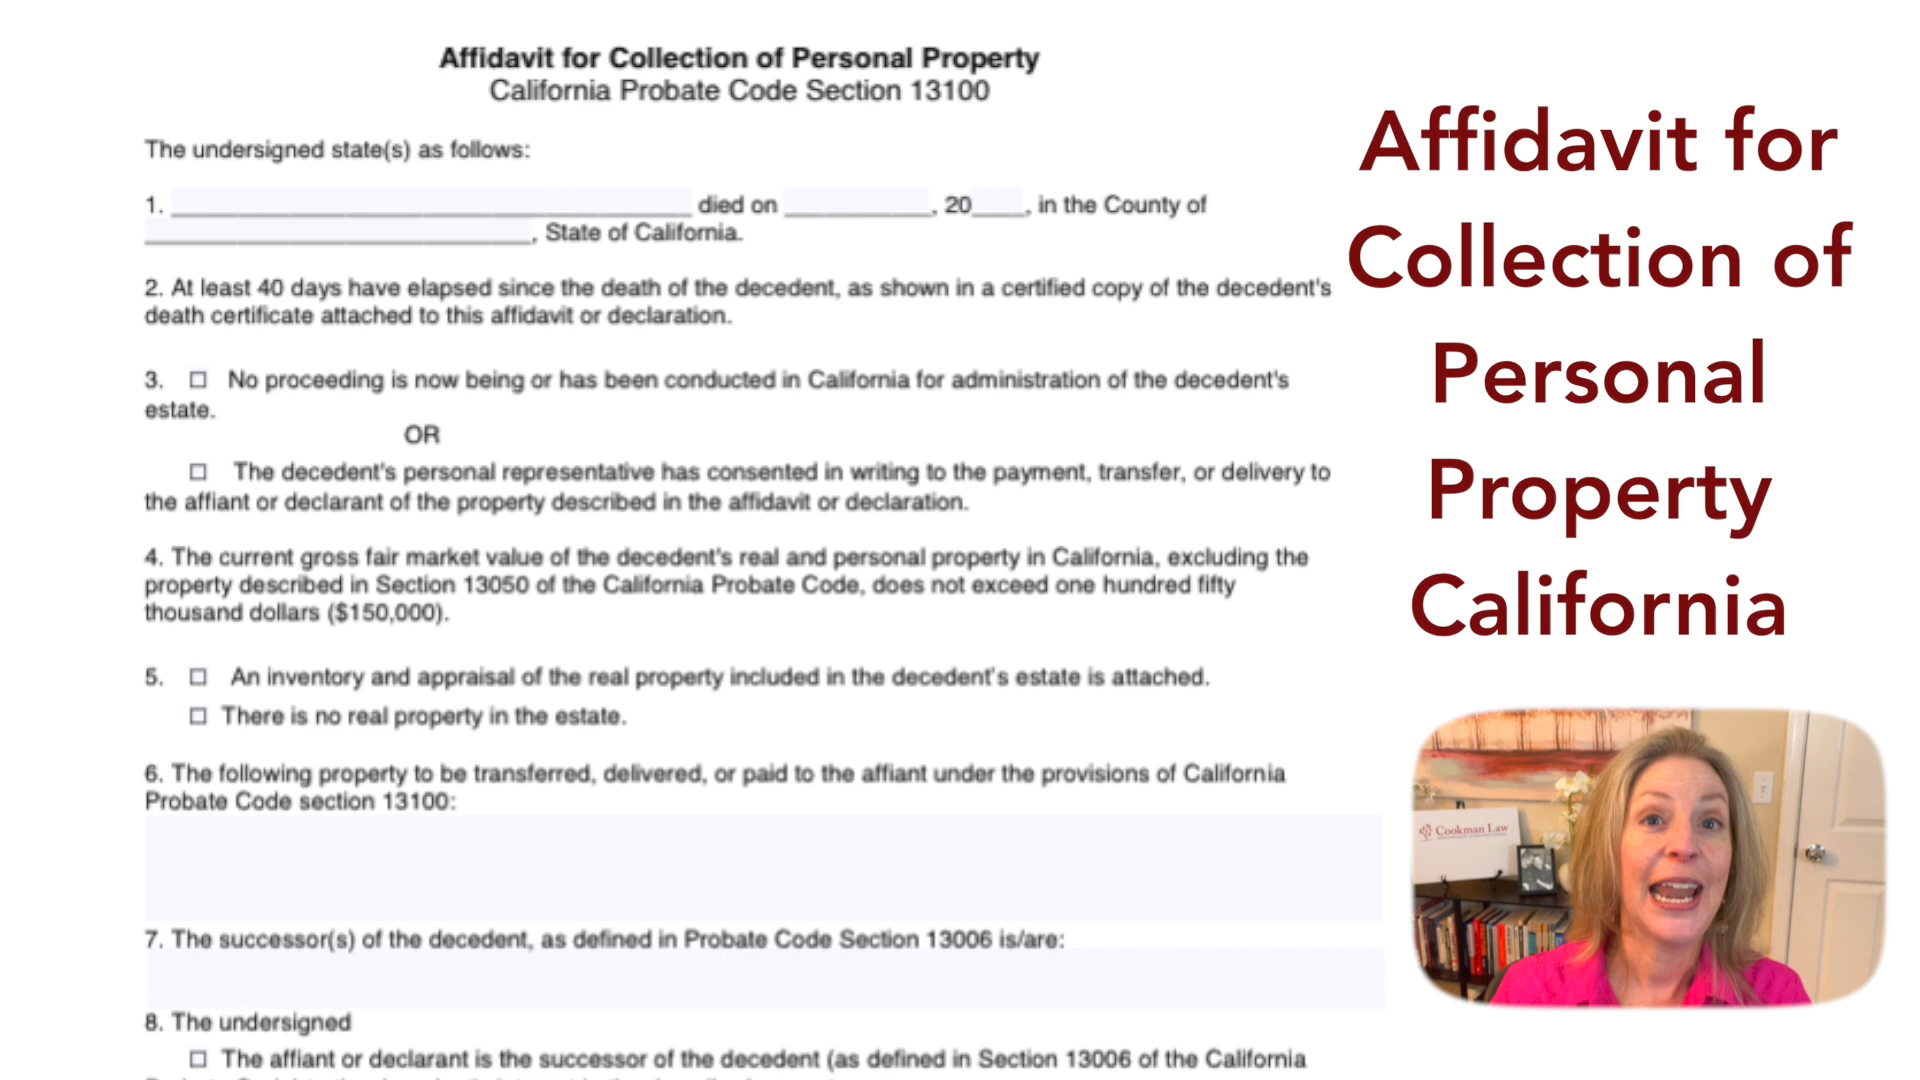 Affidavit for Collection of Personal Property
California Probate Code Section 13100
The undersigned state(s) as follows:
1. ________________ died on ________, 20____, in the County of
________________, State of California.
2. At least 40 days have elapsed since the death of the decedent, as shown in a certified copy of the decedent's
death certificate attached to this affidavit or declaration.
3. ☐ No proceeding is now being or has been conducted in California for administration of the decedent's
estate.
OR
☐ The decedent's personal representative has consented in writing to the payment, transfer, or delivery to
the affiant or declarant of the property described in the affidavit or declaration.
4. The current gross fair market value of the decedent's real and personal property in California, excluding the
property described in Section 13050 of the California Probate Code, does not exceed one hundred fifty
thousand dollars ($150,000).
5. ☐ An inventory and appraisal of the real property included in the decedent's estate is attached.
☐ There is no real property in the estate.
6. The following property to be transferred, delivered, or paid to the affiant under the provisions of California
Probate Code section 13100:
7. The successor(s) of the decedent, as defined in Probate Code Section 13006 is/are:
8. The undersigned
☐ The affiant or declarant is the successor of the decedent (as defined in Section 13006 of the California
Affidavit for
Collection of
Personal
Property
California
Cookman Law